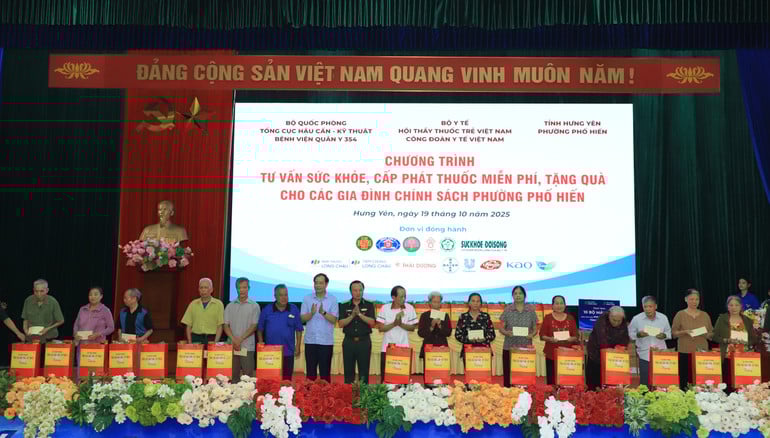 ĐẢNG CỘNG SẢN VIỆT NAM QUANG VINH MUÔN NĂM!
BỘ QUỐC PHÒNG
TỔNG CỤC HẬU CẦN - KỸ THUẬT
BỆNH VIỆN QUÂN Y 354
BỘ Y TẾ
HỘI THẦY THUỐC TRẺ VIỆT NAM
CÔNG ĐOÀN Y TẾ VIỆT NAM
TỈNH HƯNG YÊN
PHƯỜNG PHỐ HIẾN
CHƯƠNG TRÌNH
TƯ VẤN SỨC KHỎE, CẤP PHÁT THUỐC MIỄN PHÍ, TẶNG QUÀ
CHO CÁC GIA ĐÌNH CHÍNH SÁCH PHƯỜNG PHỐ HIẾN
Hưng Yên, ngày 19 tháng 10 năm 2025
Đơn vị đồng hành
SUCKHOE DOISONG
LONG CHÂU
LONG CHÂU
THÁI DƯƠNG
Unilever
KAO